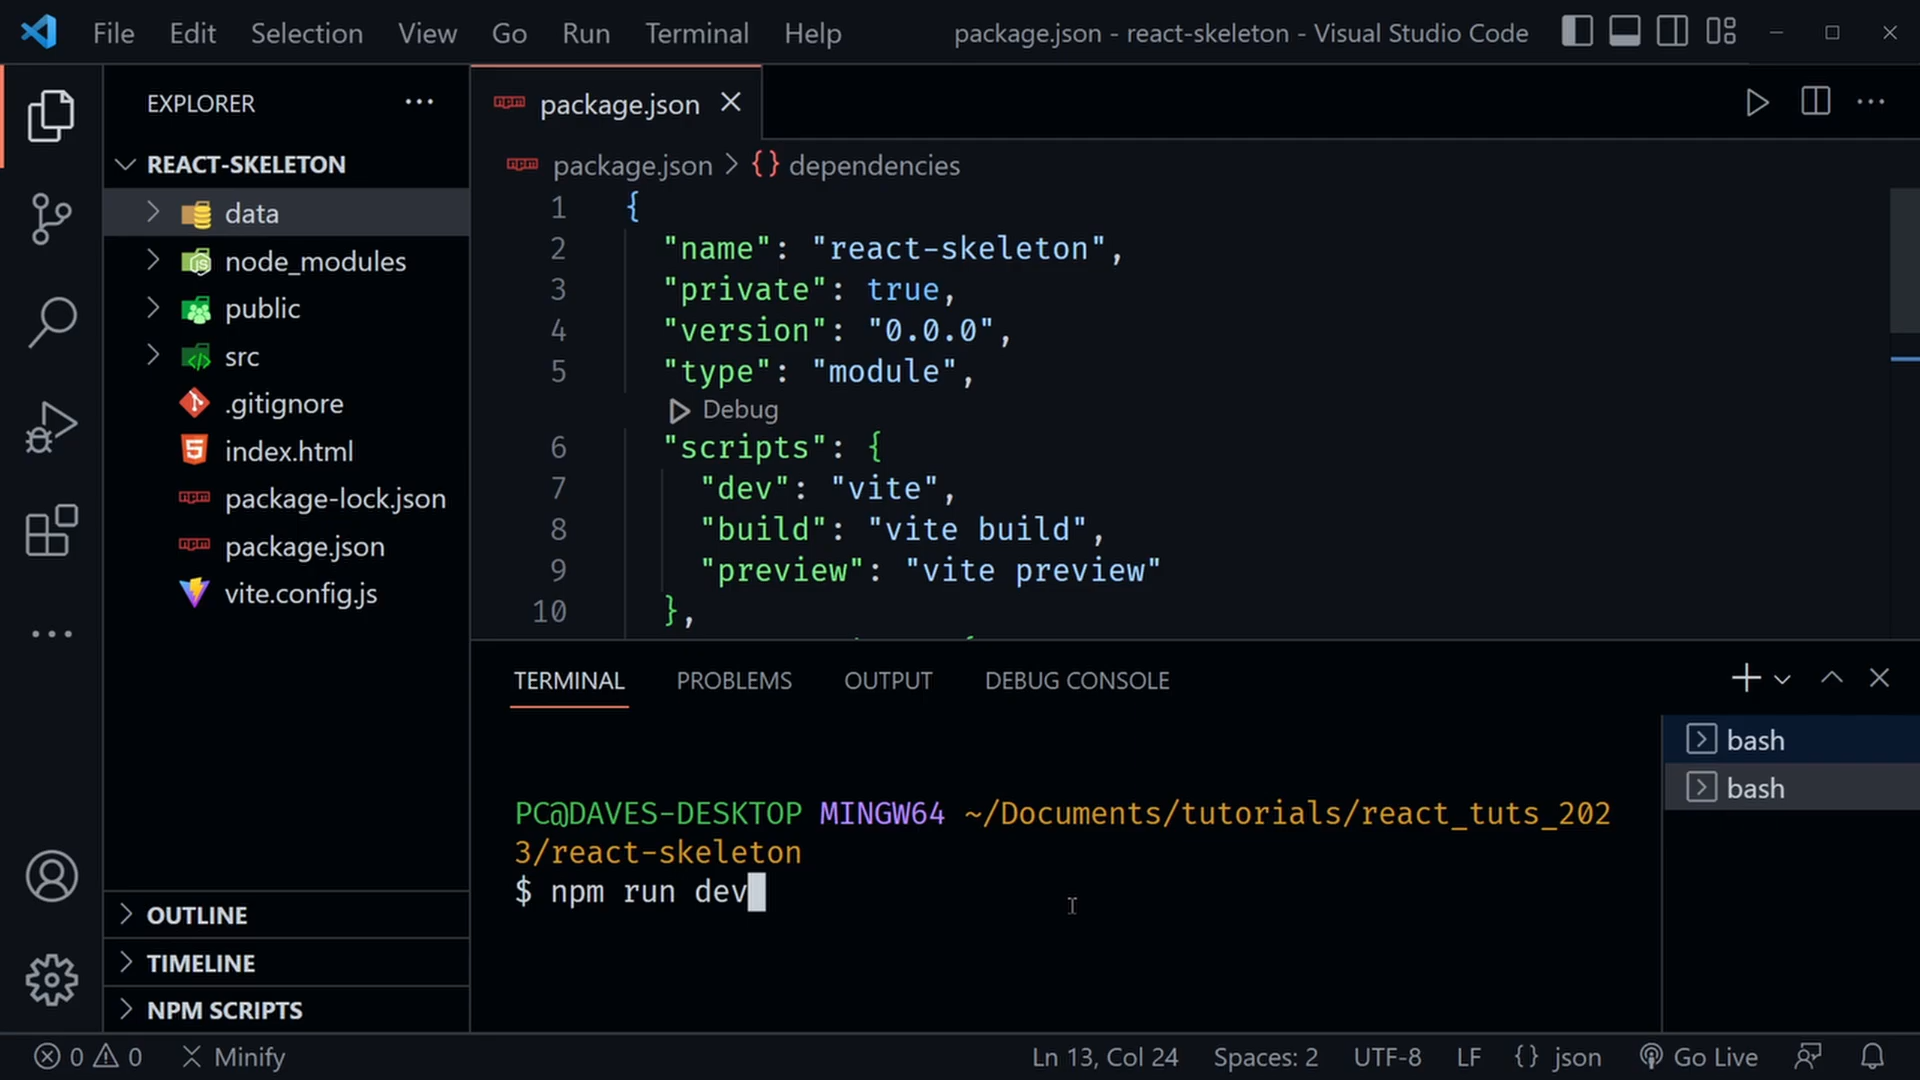 File Edit Selection View Go Run Terminal Help package.json - react-skeleton - Visual Studio Code
EXPLORER
REACT-SKELETON
data
node_modules
public
src
.gitignore
index.html
package-lock.json
package.json
vite.config.js
OUTLINE
TIMELINE
NPM SCRIPTS
package.json
package.json > {} dependencies
1 {
2 "name": "react-skeleton",
3 "private": true,
4 "version": "0.0.0",
5 "type": "module",
Debug
6 "scripts": {
7 "dev": "vite",
8 "build": "vite build",
9 "preview": "vite preview"
10 },
TERMINAL PROBLEMS OUTPUT DEBUG CONSOLE
PC@DAVES-DESKTOP MINGW64 ~/Documents/tutorials/react_tuts_202
3/react-skeleton
$ npm run dev
bash
bash
0 0 Minify Ln 13, Col 24 Spaces: 2 UTF-8 LF {} json Go Live